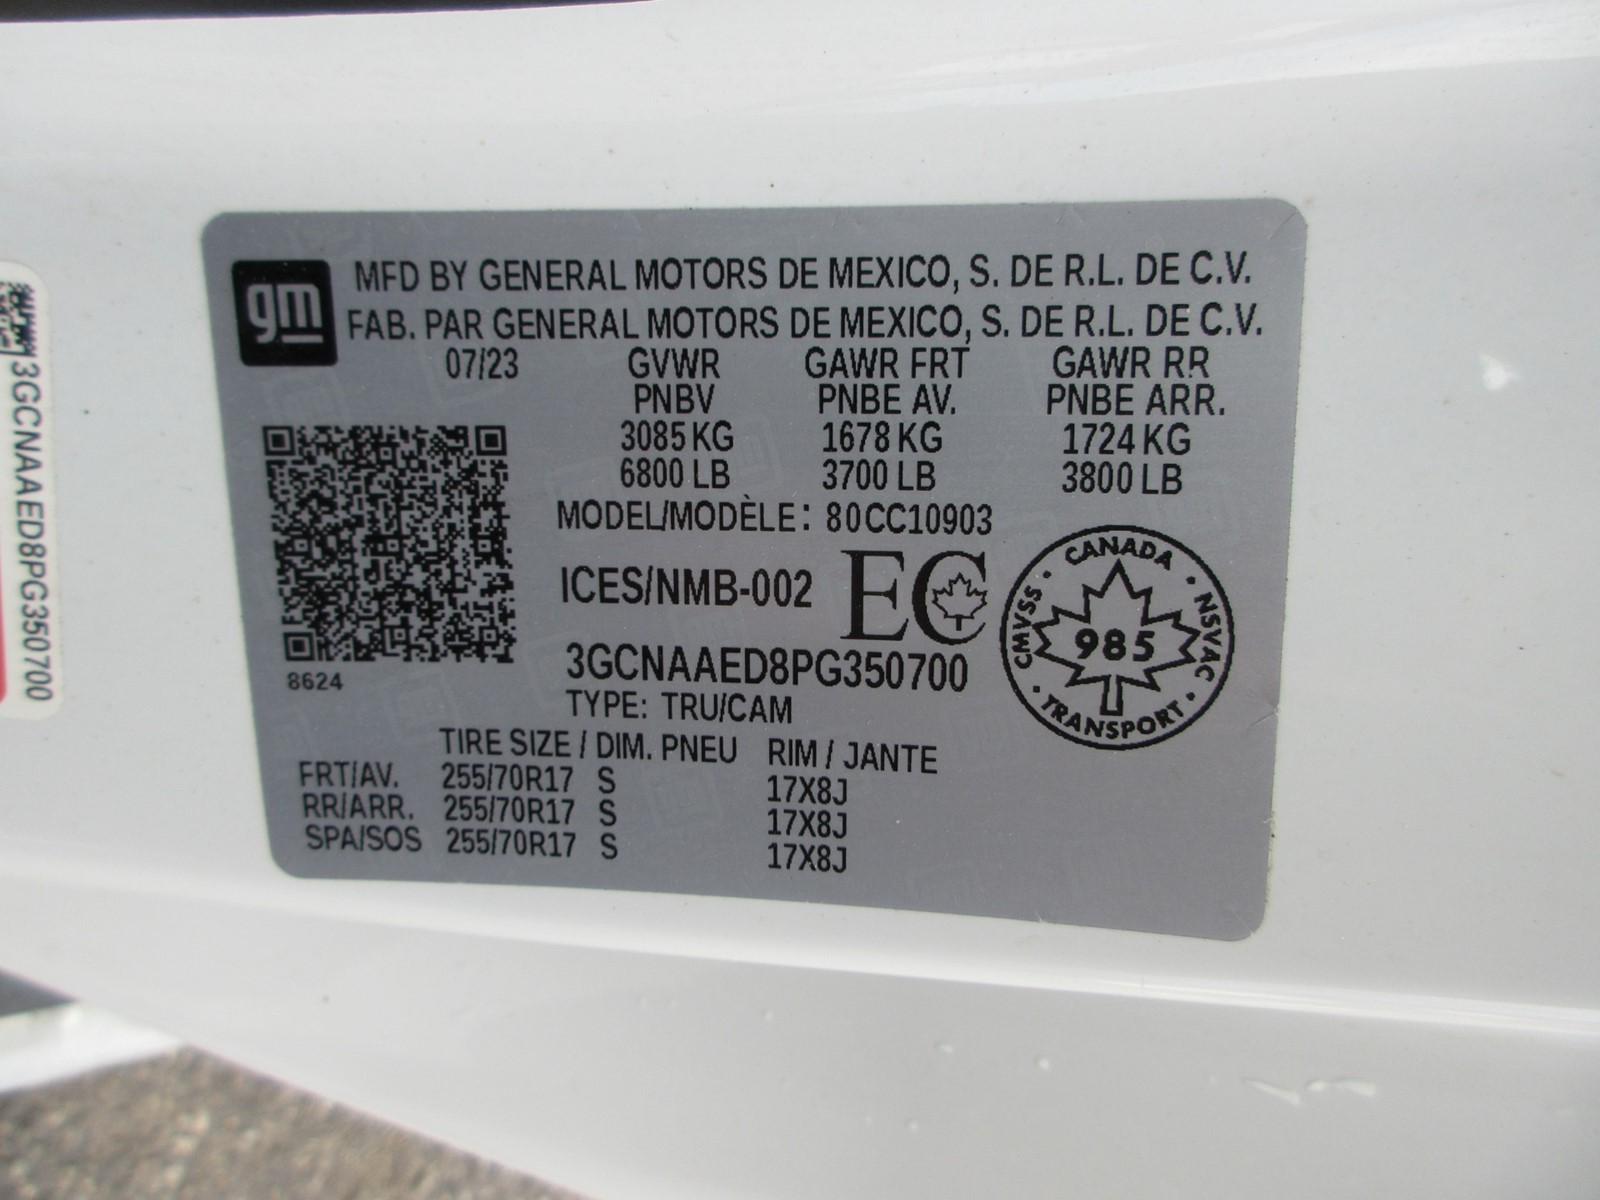 gm
MFD BY GENERAL MOTORS DE MEXICO, S. DE R.L. DE C.V.
FAB. PAR GENERAL MOTORS DE MEXICO, S. DE R.L. DE C.V.
07/23 GVWR GAWR FRT GAWR RR
PNBV PNBE AV. PNBE ARR.
3085 KG 1678 KG 1724 KG
6800 LB 3700 LB 3800 LB
MODEL/MODÈLE: 80CC10903
ICES/NMB-002 EC
CANADA
CMVSS 985 NSVAC
TRANSPORT
3GCNAAED8PG350700
8624
TYPE: TRU/CAM
TIRE SIZE / DIM. PNEU RIM / JANTE
FRT/AV. 255/70R17 S 17X8J
RR/ARR. 255/70R17 S 17X8J
SPA/SOS 255/70R17 S 17X8J
3GCNAAED8PG350700